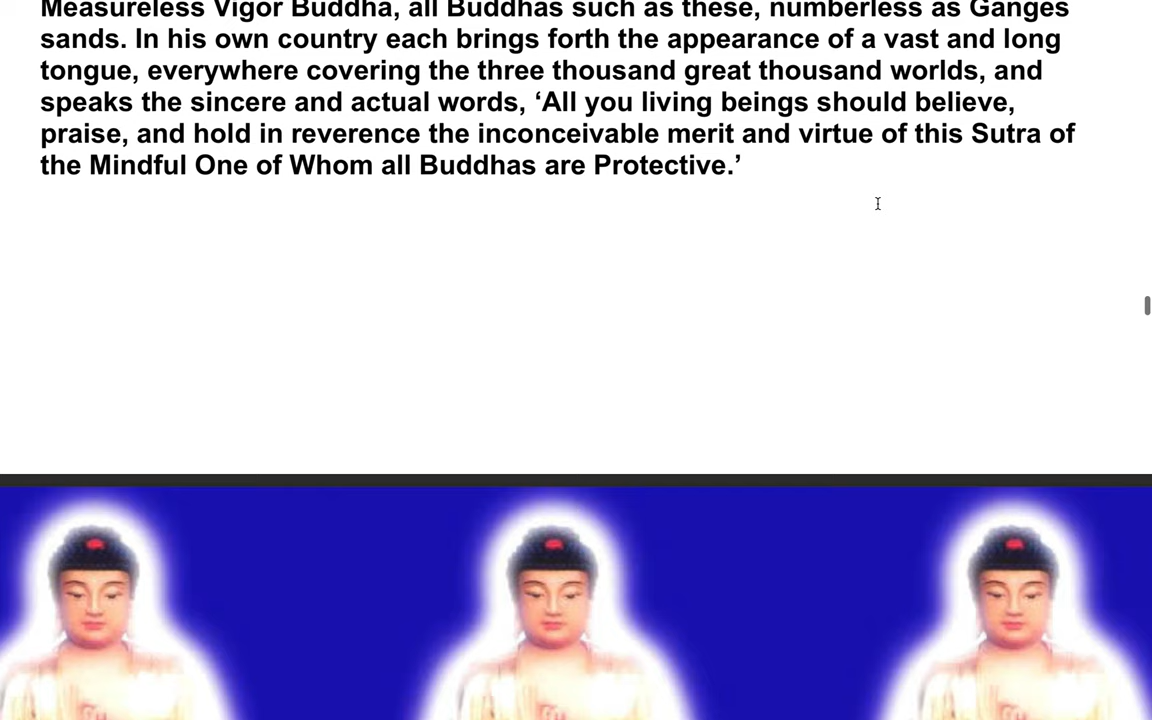 Measureless Vigor Buddha, all Buddhas such as these, numberless as Ganges
sands. In his own country each brings forth the appearance of a vast and long
tongue, everywhere covering the three thousand great thousand worlds, and
speaks the sincere and actual words, ‘All you living beings should believe,
praise, and hold in reverence the inconceivable merit and virtue of this Sutra of
the Mindful One of Whom all Buddhas are Protective.’